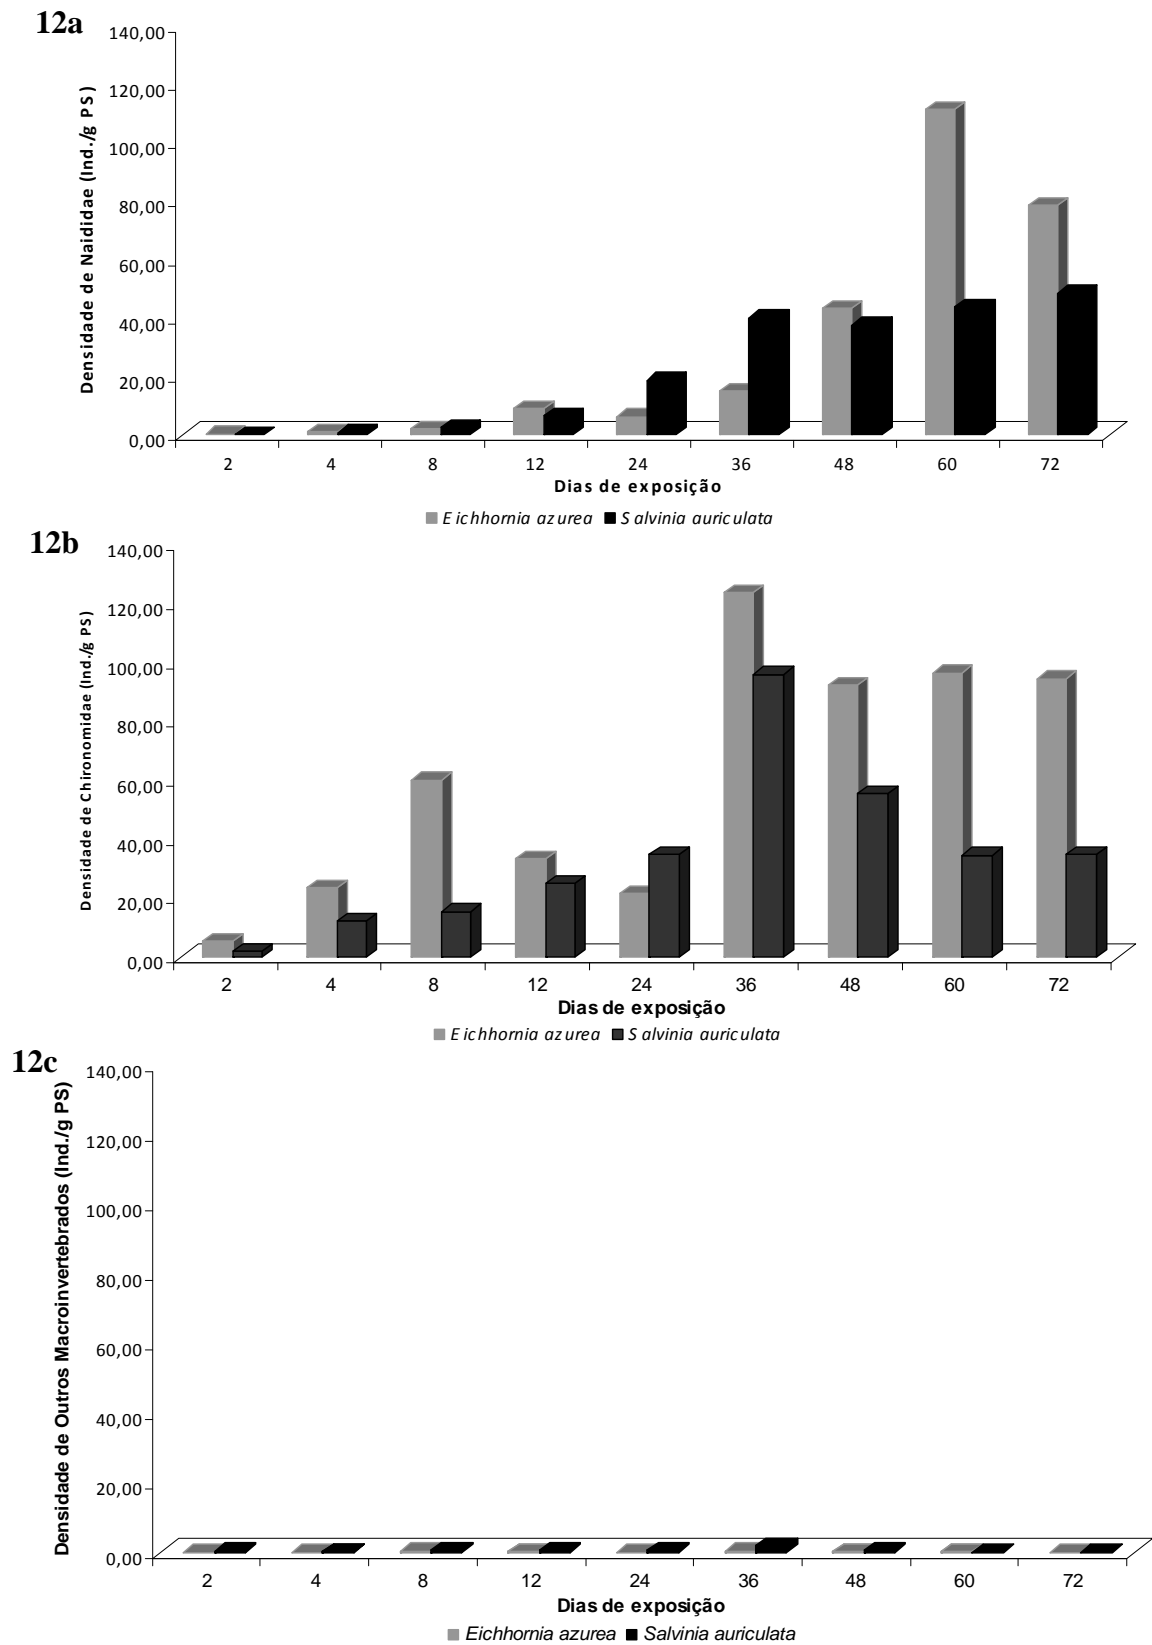 12a
Densidade de Naididae (Ind./g PS)
140,00
120,00
100,00
80,00
60,00
40,00
20,00
0,00
2 4 8 12 24 36 48 60 72
Dias de exposição
Eichhornia azurea Salvinia auriculata
12b
Densidade de Chironomidae (Ind./g PS)
140,00
120,00
100,00
80,00
60,00
40,00
20,00
0,00
2 4 8 12 24 36 48 60 72
Dias de exposição
Eichhornia azurea Salvinia auriculata
12c
Densidade de Outros Macroinvertebrados (Ind./g PS)
140,00
120,00
100,00
80,00
60,00
40,00
20,00
0,00
2 4 8 12 24 36 48 60 72
Dias de exposição
Eichhornia azurea Salvinia auriculata